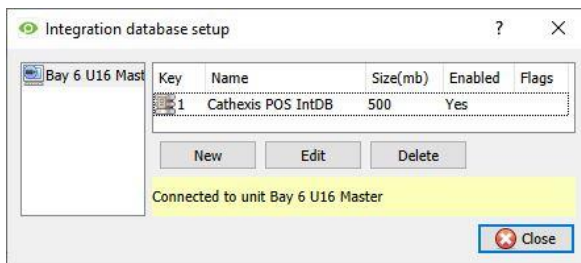 Integration database setup
Bay 6 U16 Mast
Key Name Size(mb) Enabled Flags
1 Cathexis POS IntDB 500 Yes
New Edit Delete
Connected to unit Bay 6 U16 Master
Close